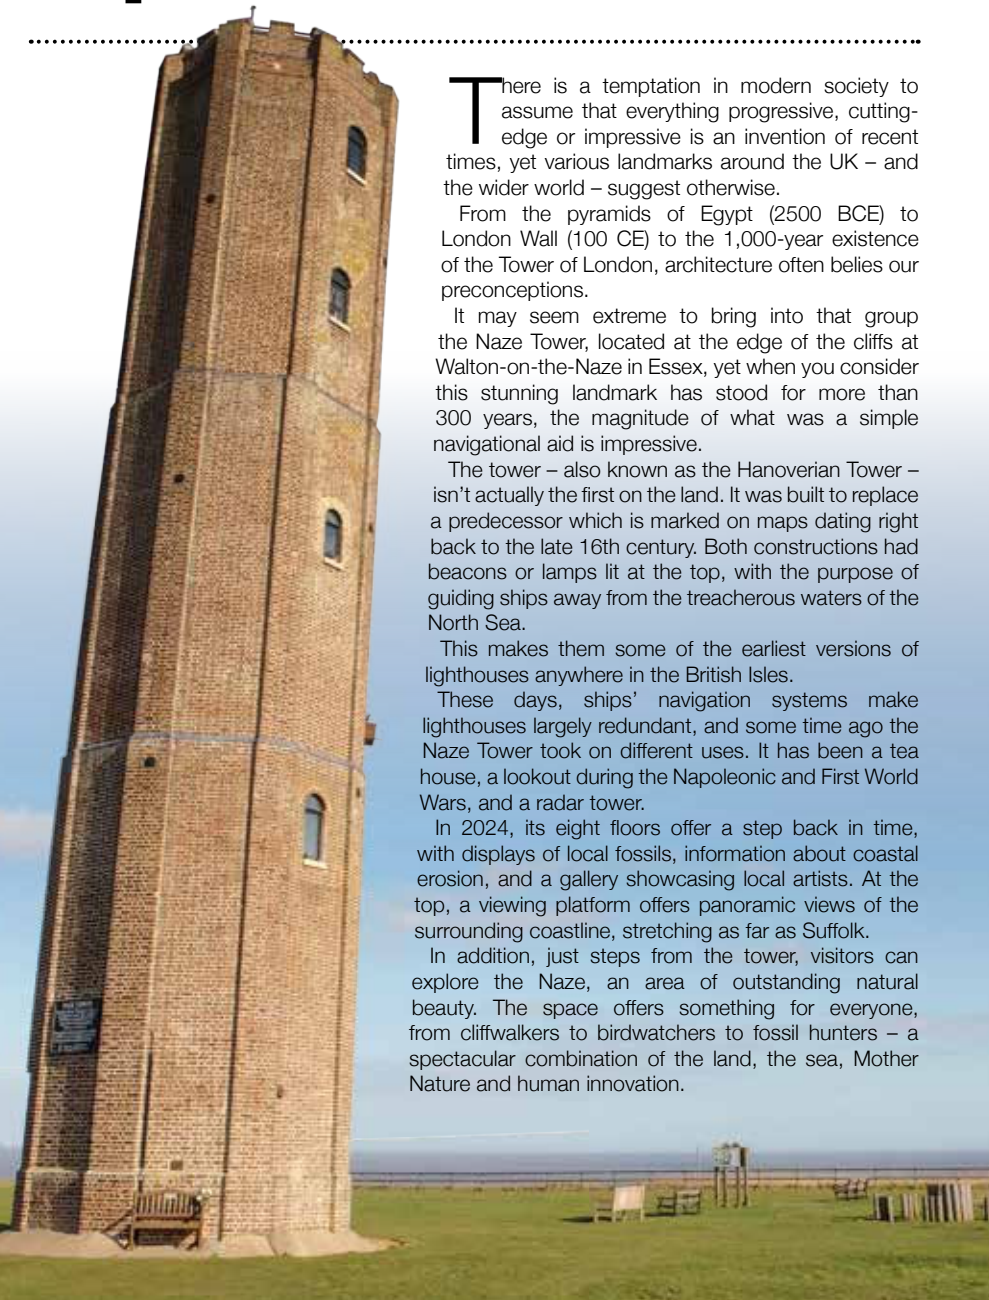 There is a temptation in modern society to
assume that everything progressive, cutting-
edge or impressive is an invention of recent
times, yet various landmarks around the UK – and
the wider world – suggest otherwise.
From the pyramids of Egypt (2500 BCE) to
London Wall (100 CE) to the 1,000-year existence
of the Tower of London, architecture often belies our
preconceptions.
It may seem extreme to bring into that group
the Naze Tower, located at the edge of the cliffs at
Walton-on-the-Naze in Essex, yet when you consider
this stunning landmark has stood for more than
300 years, the magnitude of what was a simple
navigational aid is impressive.
The tower – also known as the Hanoverian Tower –
isn't actually the first on the land. It was built to replace
a predecessor which is marked on maps dating right
back to the late 16th century. Both constructions had
beacons or lamps lit at the top, with the purpose of
guiding ships away from the treacherous waters of the
North Sea.
This makes them some of the earliest versions of
lighthouses anywhere in the British Isles.
These days, ships' navigation systems make
lighthouses largely redundant, and some time ago the
Naze Tower took on different uses. It has been a tea
house, a lookout during the Napoleonic and First World
Wars, and a radar tower.
In 2024, its eight floors offer a step back in time,
with displays of local fossils, information about coastal
erosion, and a gallery showcasing local artists. At the
top, a viewing platform offers panoramic views of the
surrounding coastline, stretching as far as Suffolk.
In addition, just steps from the tower, visitors can
explore the Naze, an area of outstanding natural
beauty. The space offers something for everyone,
from cliffwalkers to birdwatchers to fossil hunters – a
spectacular combination of the land, the sea, Mother
Nature and human innovation.